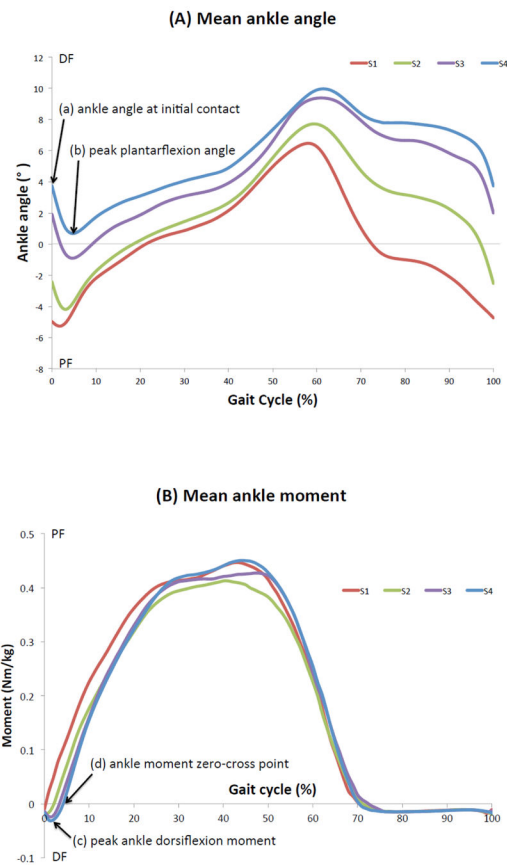 (A) Mean ankle angle
12
DF
S1 S2 S3 S4
10
(a) ankle angle at initial contact
8
(b) peak plantarflexion angle
6
4
2
0
-2
-4
-6
PF
-8
Ankle angle (°)
0 10 20 30 40 50 60 70 80 90 100
Gait Cycle (%)
(B) Mean ankle moment
0.5
PF
0.4
S1 S2 S3 S4
0.3
0.2
0.1
(d) ankle moment zero-cross point
Gait cycle (%)
0
0 10 20 30 40 50 60 70 80 90 100
(c) peak ankle dorsiflexion moment
DF
-0.1
Moment (Nm/kg)